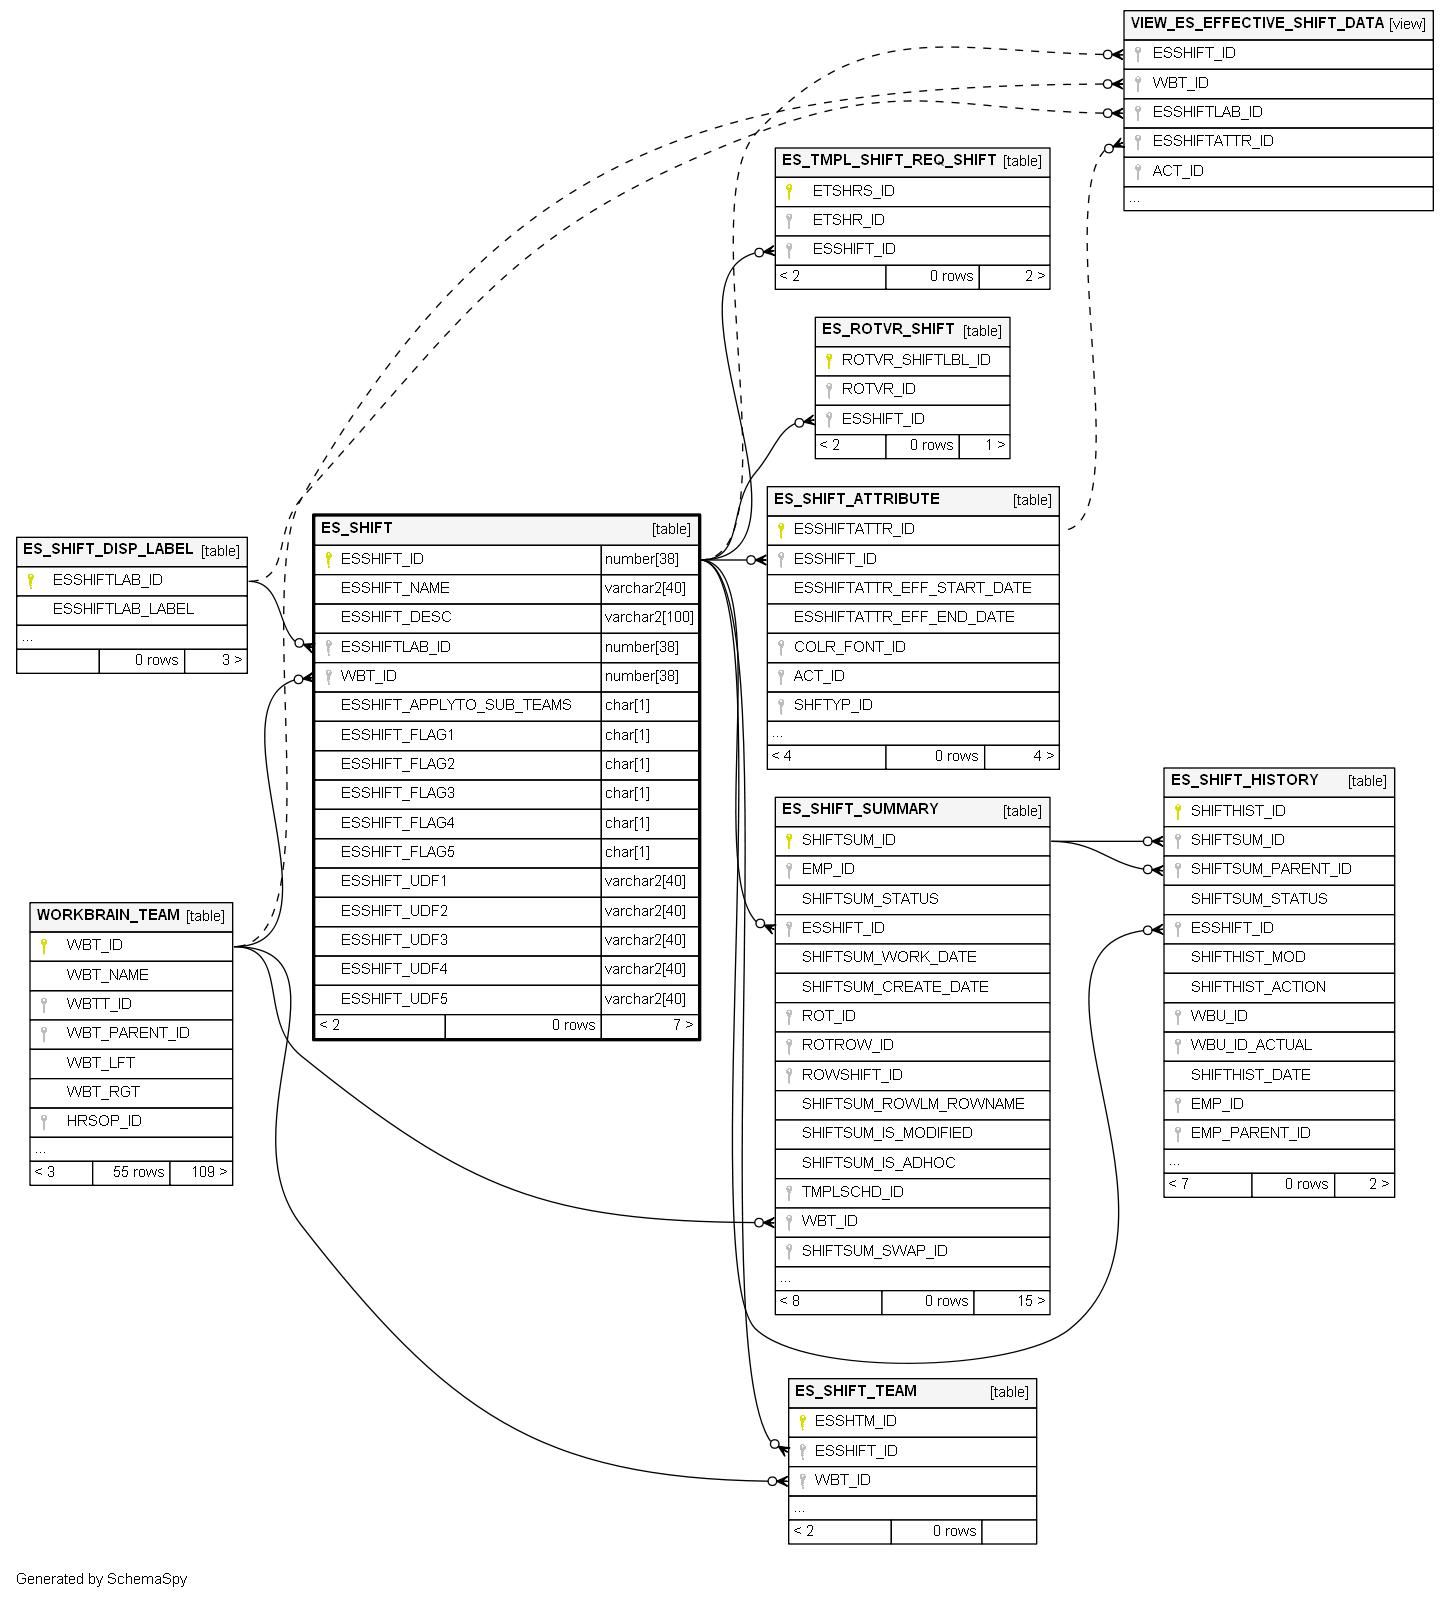 VIEW_ES_EFFECTIVE_SHIFT_DATA [view]
ESSHIFT_ID
WBT_ID
ESSHIFTLAB_ID
ESSHIFTATTR_ID
ACT_ID
...
ES_TMPL_SHIFT_REQ_SHIFT [table]
ETSHRS_ID
ETSHR_ID
ESSHIFT_ID
< 2 0 rows 2 >
ES_ROTVR_SHIFT [table]
ROTVR_SHIFTLBL_ID
ROTVR_ID
ESSHIFT_ID
< 2 0 rows 1 >
ES_SHIFT_ATTRIBUTE [table]
ESSHIFTATTR_ID
ESSHIFT_ID
ESSHIFTATTR_EFF_START_DATE
ESSHIFTATTR_EFF_END_DATE
COLR_FONT_ID
ACT_ID
SHFTYP_ID
...
< 4 0 rows 4 >
ES_SHIFT [table]
ESSHIFT_ID number[38]
ESSHIFT_NAME varchar2[40]
ESSHIFT_DESC varchar2[100]
ESSHIFTLAB_ID number[38]
WBT_ID number[38]
ESSHIFT_APPLYTO_SUB_TEAMS char[1]
ESSHIFT_FLAG1 char[1]
ESSHIFT_FLAG2 char[1]
ESSHIFT_FLAG3 char[1]
ESSHIFT_FLAG4 char[1]
ESSHIFT_FLAG5 char[1]
ESSHIFT_UDF1 varchar2[40]
ESSHIFT_UDF2 varchar2[40]
ESSHIFT_UDF3 varchar2[40]
ESSHIFT_UDF4 varchar2[40]
ESSHIFT_UDF5 varchar2[40]
< 2 0 rows 7 >
ES_SHIFT_DISP_LABEL [table]
ESSHIFTLAB_ID
ESSHIFTLAB_LABEL
...
0 rows 3 >
WORKBRAIN_TEAM [table]
WBT_ID
WBT_NAME
WBTT_ID
WBT_PARENT_ID
WBT_LFT
WBT_RGT
HRSOP_ID
...
< 3 55 rows 109 >
ES_SHIFT_SUMMARY [table]
SHIFTSUM_ID
EMP_ID
SHIFTSUM_STATUS
ESSHIFT_ID
SHIFTSUM_WORK_DATE
SHIFTSUM_CREATE_DATE
ROT_ID
ROTROW_ID
ROWSHIFT_ID
SHIFTSUM_ROWLM_ROWNAME
SHIFTSUM_IS_MODIFIED
SHIFTSUM_IS_ADHOC
TMPLSCHD_ID
WBT_ID
SHIFTSUM_SWAP_ID
...
< 8 0 rows 15 >
ES_SHIFT_HISTORY [table]
SHIFTHIST_ID
SHIFTSUM_ID
SHIFTSUM_PARENT_ID
SHIFTSUM_STATUS
ESSHIFT_ID
SHIFTHIST_MOD
SHIFTHIST_ACTION
WBU_ID
WBU_ID_ACTUAL
SHIFTHIST_DATE
EMP_ID
EMP_PARENT_ID
...
< 7 0 rows 2 >
ES_SHIFT_TEAM [table]
ESSHTM_ID
ESSHIFT_ID
WBT_ID
...
< 2 0 rows
Generated by SchemaSpy